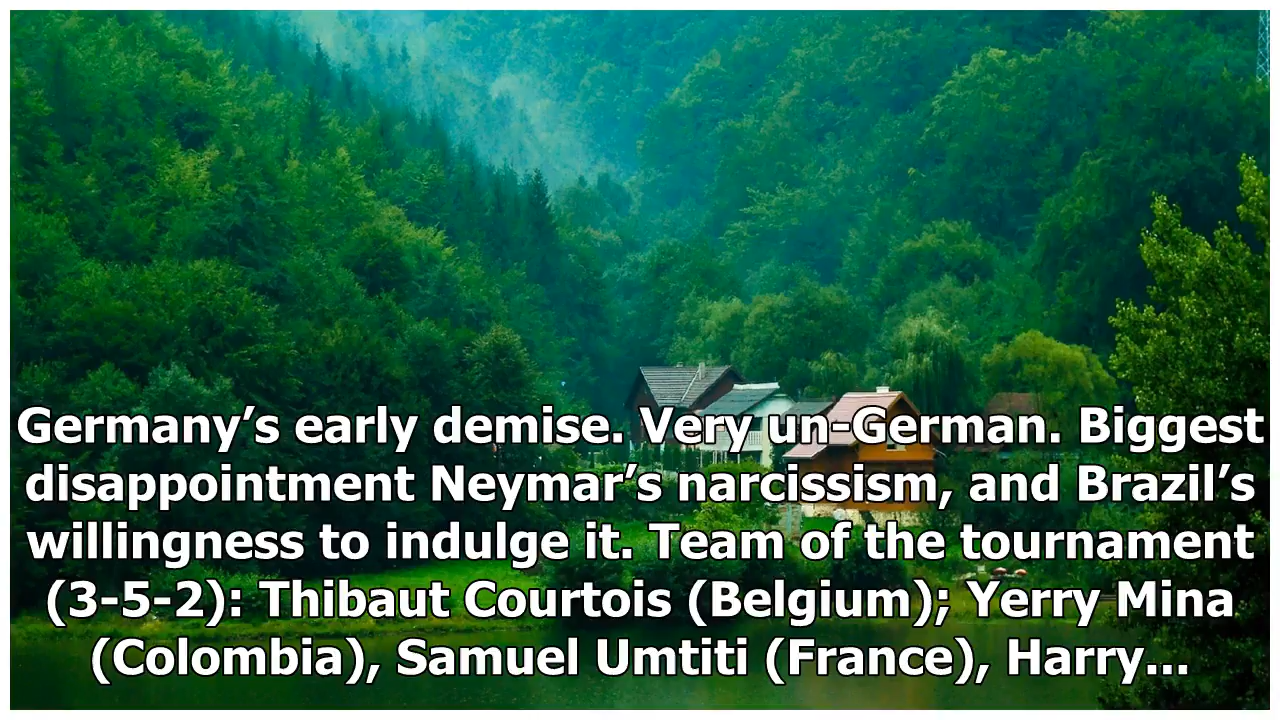 Germany’s early demise. Very un-German. Biggest
disappointment Neymar’s narcissism, and Brazil’s
willingness to indulge it. Team of the tournament
(3-5-2): Thibaut Courtois (Belgium); Yerry Mina
(Colombia), Samuel Umtiti (France), Harry...